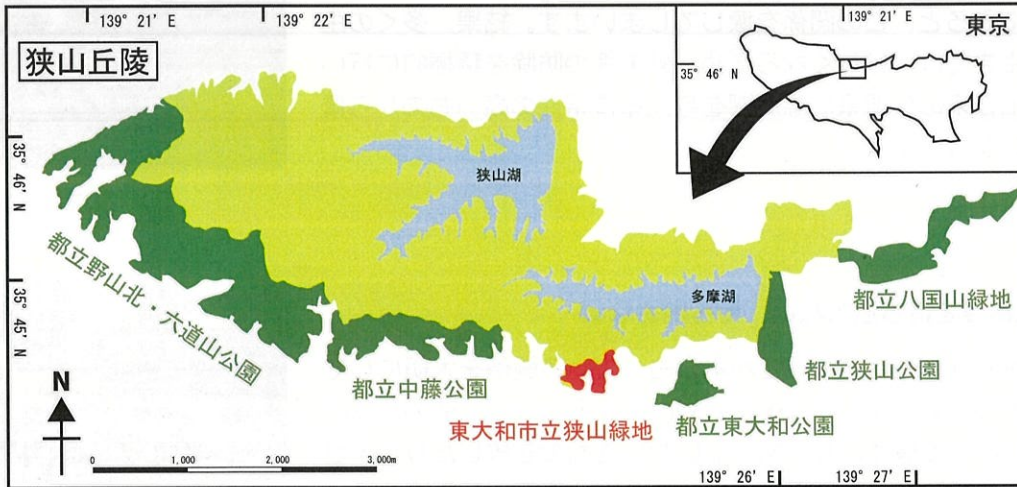 139° 21' E
139° 22' E
狭山丘陵
139° 21' E
東京
35° 46' N
35° 46' N
35° 45' N
狭山湖
多摩湖
都立野山北・六道山公園
都立中藤公園
東大和市立狭山緑地
都立東大和公園
都立狭山公園
都立八国山緑地
N
0 1,000 2,000 3,000m
139° 26' E
139° 27' E